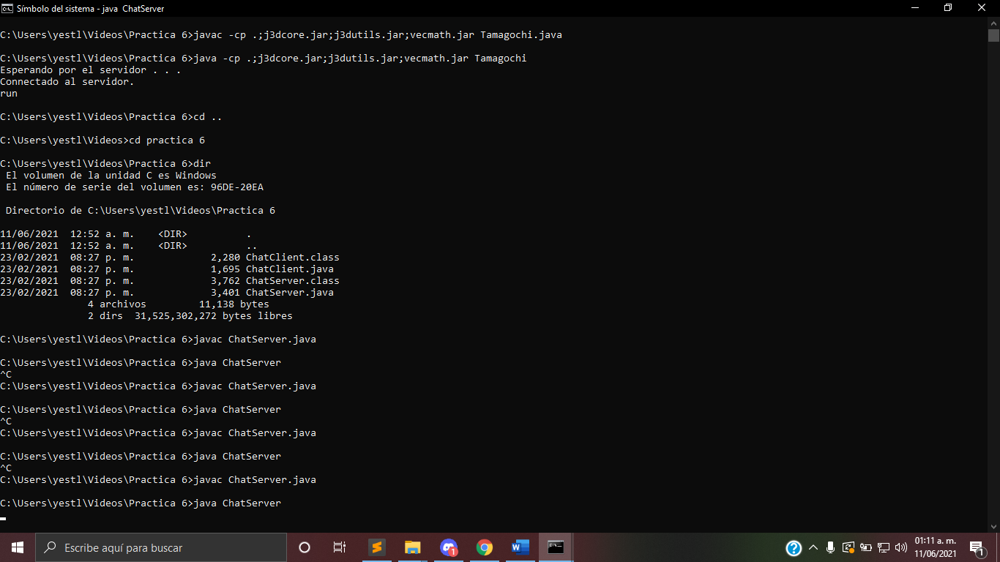 Símbolo del sistema - java ChatServer
C:\Users\yestl\Videos\Practica 6>javac -cp .;j3dcore.jar;j3dutils.jar;vecmath.jar Tamagochi.java
C:\Users\yestl\Videos\Practica 6>java -cp .;j3dcore.jar;j3dutils.jar;vecmath.jar Tamagochi
Esperando por el servidor . . .
Connectado al servidor.
run
C:\Users\yestl\Videos\Practica 6>cd ..
C:\Users\yestl\Videos>cd practica 6
C:\Users\yestl\Videos\Practica 6>dir
El volumen de la unidad C es Windows
El número de serie del volumen es: 96DE-20EA
Directorio de C:\Users\yestl\Videos\Practica 6
11/06/2021  12:52 a. m.    <DIR>          .
11/06/2021  12:52 a. m.    <DIR>          ..
23/02/2021  08:27 p. m.             2,280 ChatClient.class
23/02/2021  08:27 p. m.             1,695 ChatClient.java
23/02/2021  08:27 p. m.             3,762 ChatServer.class
23/02/2021  08:27 p. m.             3,401 ChatServer.java
4 archivos         11,138 bytes
2 dirs  31,525,302,272 bytes libres
C:\Users\yestl\Videos\Practica 6>javac ChatServer.java
C:\Users\yestl\Videos\Practica 6>java ChatServer
^C
C:\Users\yestl\Videos\Practica 6>javac ChatServer.java
C:\Users\yestl\Videos\Practica 6>java ChatServer
^C
C:\Users\yestl\Videos\Practica 6>javac ChatServer.java
C:\Users\yestl\Videos\Practica 6>java ChatServer
^C
C:\Users\yestl\Videos\Practica 6>javac ChatServer.java
C:\Users\yestl\Videos\Practica 6>java ChatServer
Escribe aquí para buscar
01:11 a. m.
11/06/2021